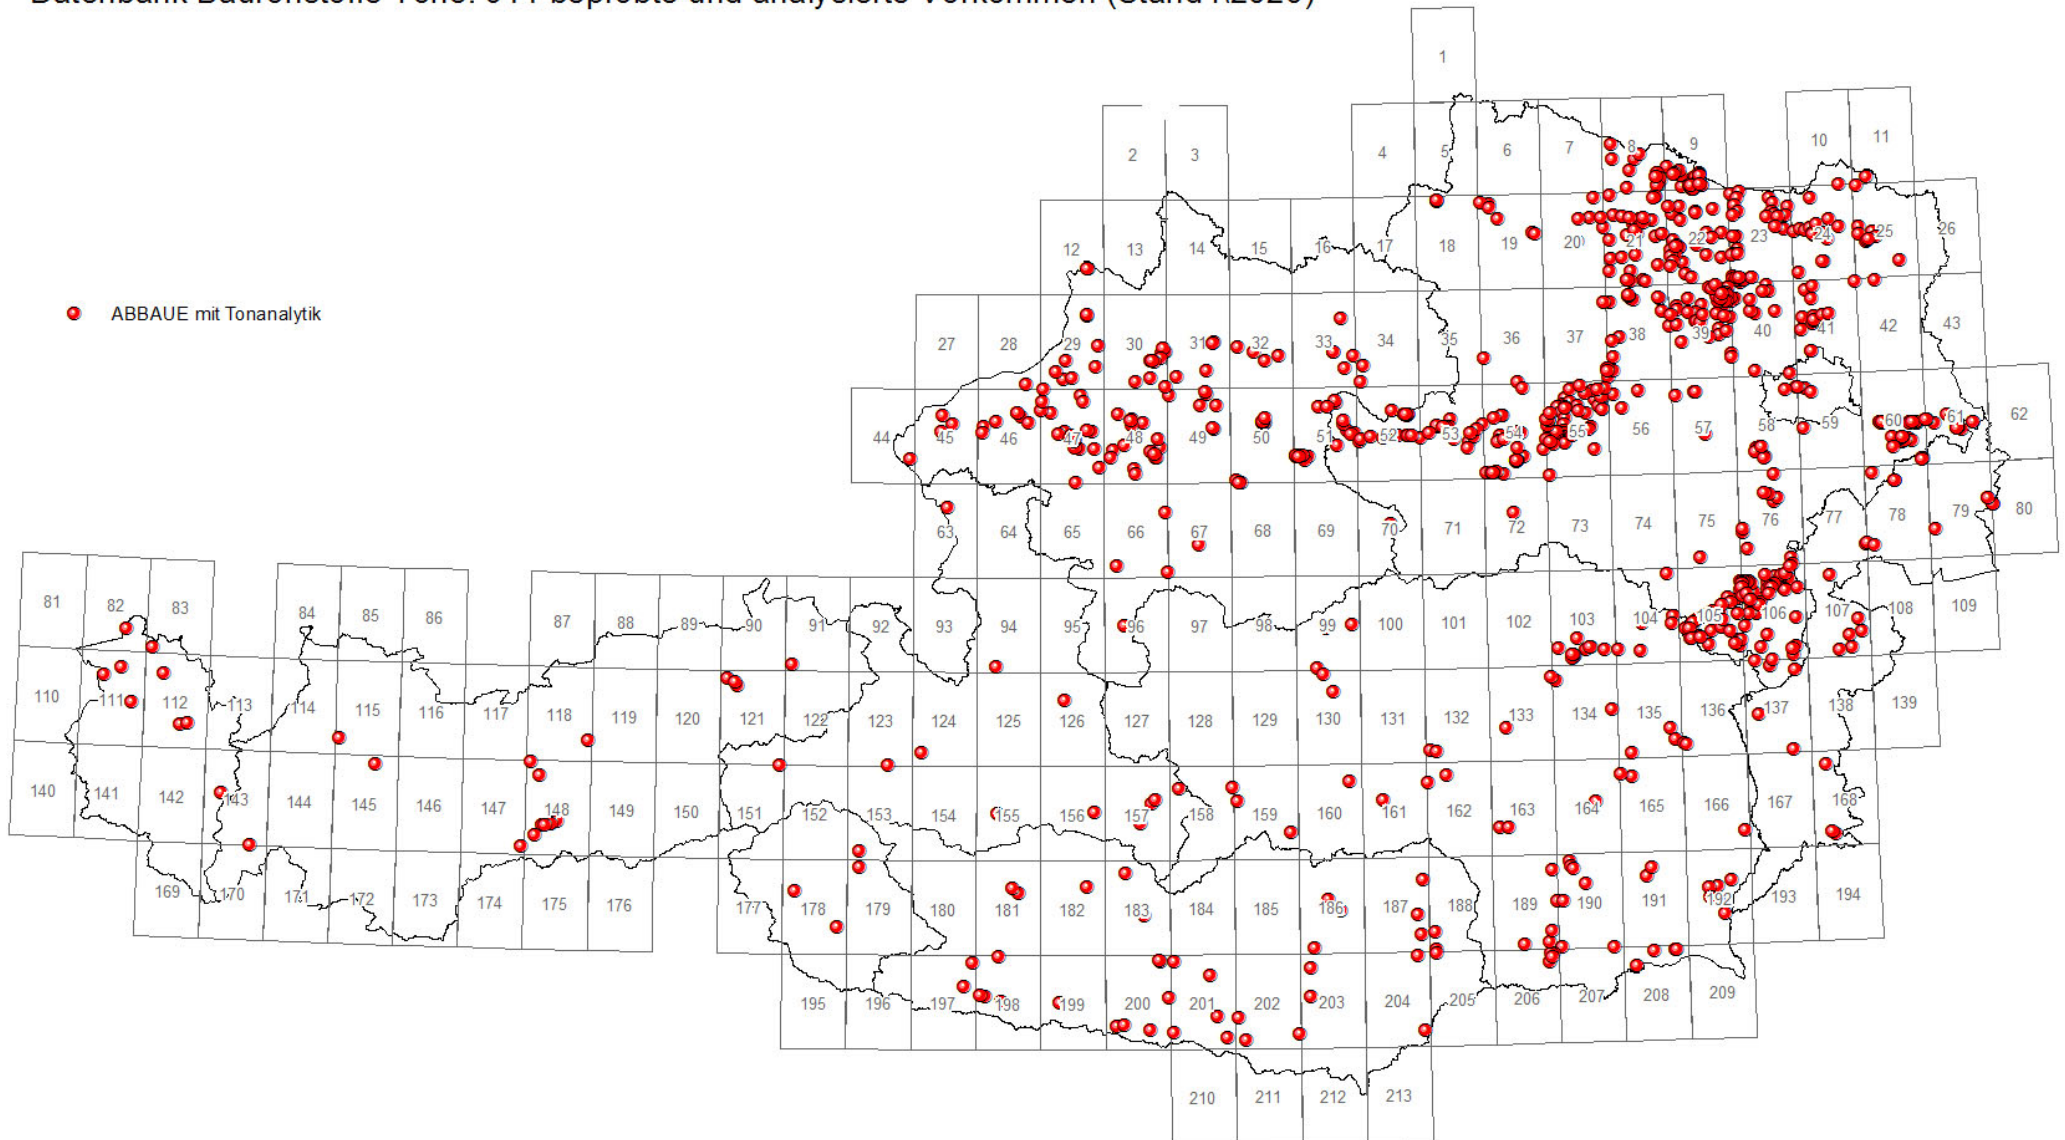 Datenbank Baurohstoffe Tone: beprobte und analysierte Vorkommen (Stand
1
2 3 4 5 6 7 8 9 10 11
12 13 14 15 16 17 18 19 20 21 22 23 24 25 26
ABBAUE mit Tonanalytik
27 28 29 30 31 32 33 34 35 36 37 38 39 40 41 42 43
44 45 46 47 48 49 50 51 52 53 54 55 56 57 58 59 60 61 62
63 64 65 66 67 68 69 70 71 72 73 74 75 76 77 78 79 80
81 82 83 84 85 86 87 88 89 90 91 92 93 94 95 96 97 98 99 100 101 102 103 104 105 106 107 108 109
110 111 112 113 114 115 116 117 118 119 120 121 122 123 124 125 126 127 128 129 130 131 132 133 134 135 136 137 138 139
140 141 142 143 144 145 146 147 148 149 150 151 152 153 154 155 156 157 158 159 160 161 162 163 164 165 166 167 168
169 170 171 172 173 174 175 176 177 178 179 180 181 182 183 184 185 186 187 188 189 190 191 192 193 194
195 196 197 198 199 200 201 202 203 204 205 206 207 208 209
210 211 212 213